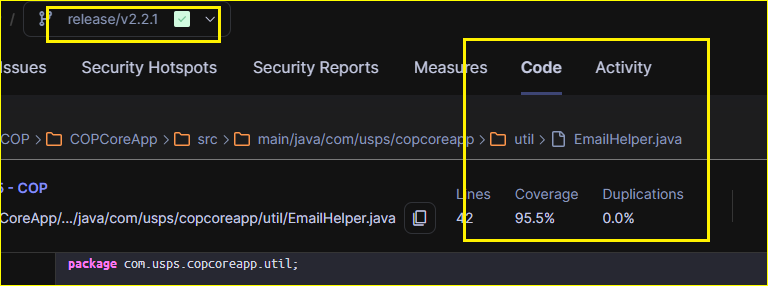 / release/v2.2.1
Issues Security Hotspots Security Reports Measures Code Activity
COP > COPCoreApp > src > main/java/com/usps/copcoreapp > util > EmailHelper.java
- COP
Lines Coverage Duplications
CoreApp/.../java/com/usps/copcoreapp/util/EmailHelper.java 42 95.5% 0.0%
package com.usps.copcoreapp.util;